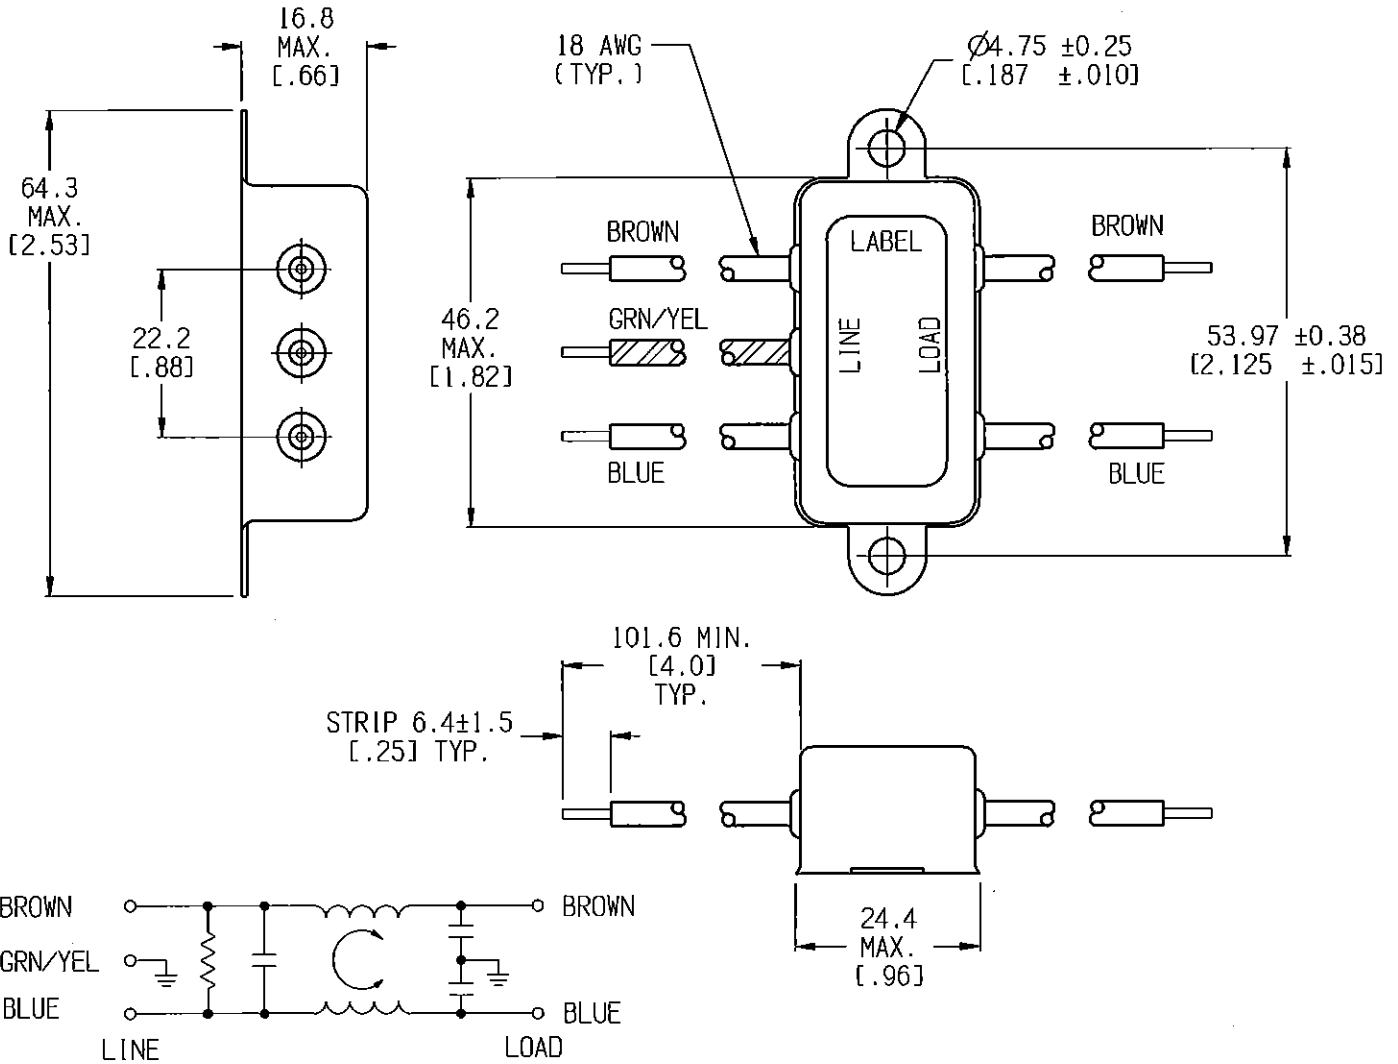 16.8
MAX.
[.66]
18 AWG
(TYP.)
Ø4.75 ±0.25
[.187 ±.010]
64.3
MAX.
[2.53]
22.2
[.88]
46.2
MAX.
[1.82]
BROWN
GRN/YEL
BLUE
LABEL
LINE
LOAD
BROWN
BLUE
53.97 ±0.38
[2.125 ±.015]
101.6 MIN.
[4.0]
TYP.
STRIP 6.4±1.5
[.25] TYP.
24.4
MAX.
[.96]
BROWN
GRN/YEL
BLUE
LINE
BROWN
BLUE
LOAD